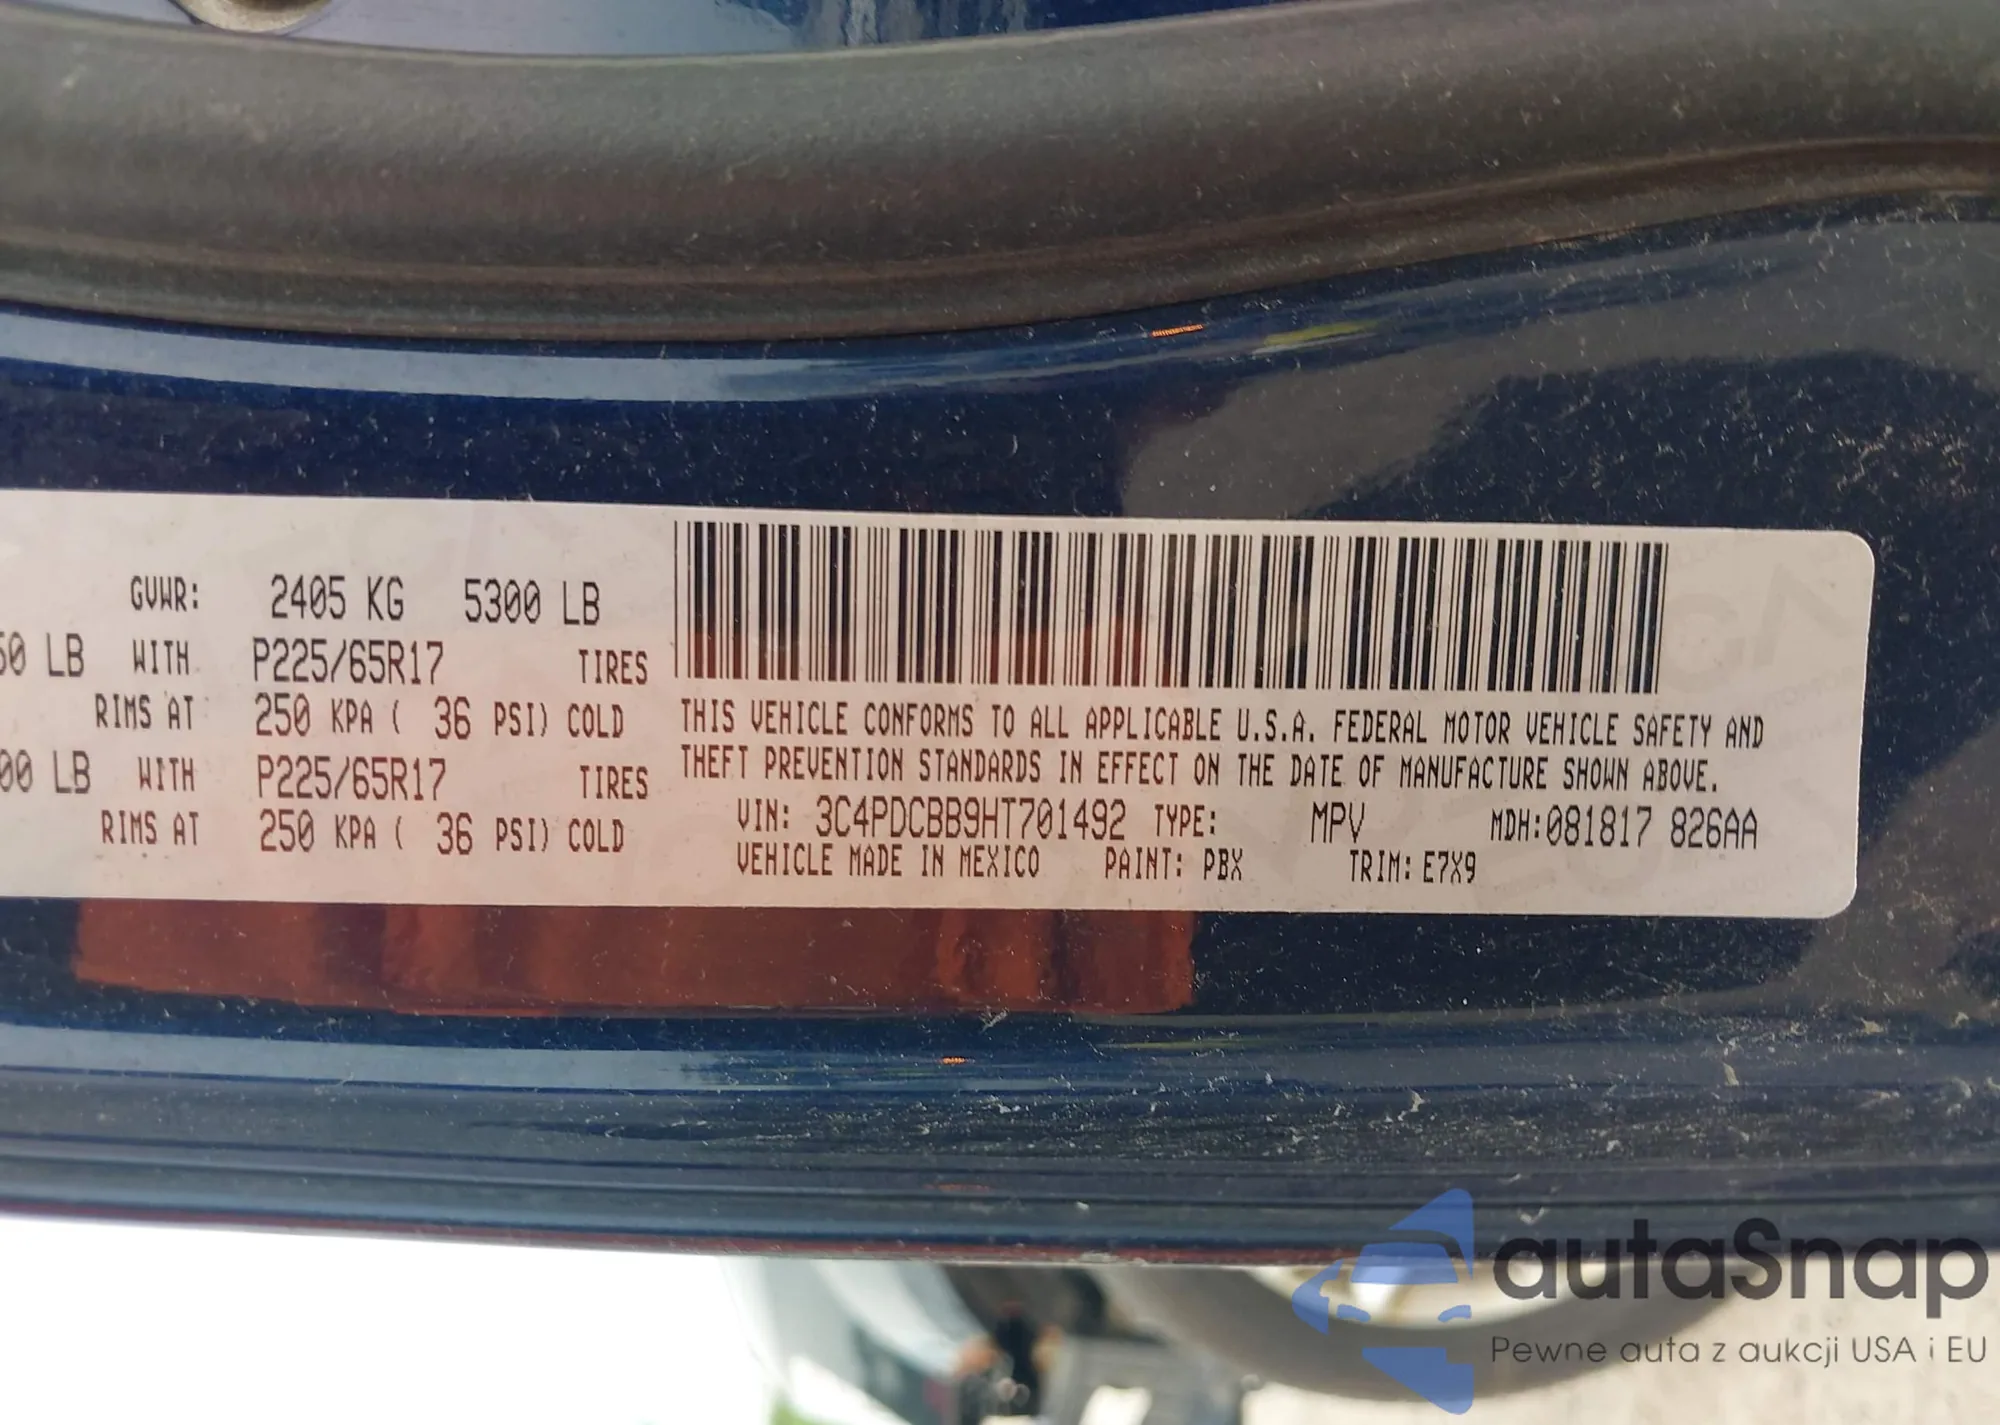 GVWR: 2405 KG 5300 LB
50 LB WITH P225/65R17 TIRES
RIMS AT 250 KPA ( 36 PSI) COLD
00 LB WITH P225/65R17 TIRES
RIMS AT 250 KPA ( 36 PSI) COLD
THIS VEHICLE CONFORMS TO ALL APPLICABLE U.S.A. FEDERAL MOTOR VEHICLE SAFETY AND
THEFT PREVENTION STANDARDS IN EFFECT ON THE DATE OF MANUFACTURE SHOWN ABOVE.
VIN: 3C4PDCBB9HT701492 TYPE: MPV MDH:081817 826AA
VEHICLE MADE IN MEXICO PAINT: PBX TRIM: E7X9
autaSnap
Pewne auta z aukcji USA i EU